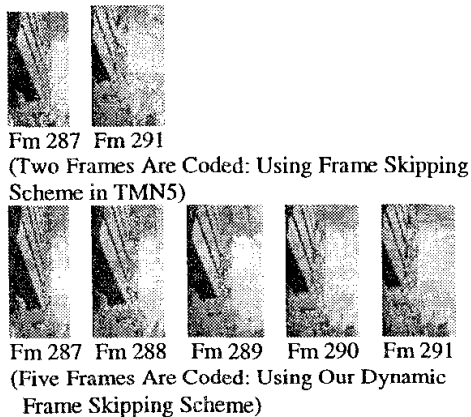 Fm 287 Fm 291
(Two Frames Are Coded: Using Frame Skipping
Scheme in TMN5)
Fm 287 Fm 288 Fm 289 Fm 290 Fm 291
(Five Frames Are Coded: Using Our Dynamic
Frame Skipping Scheme)